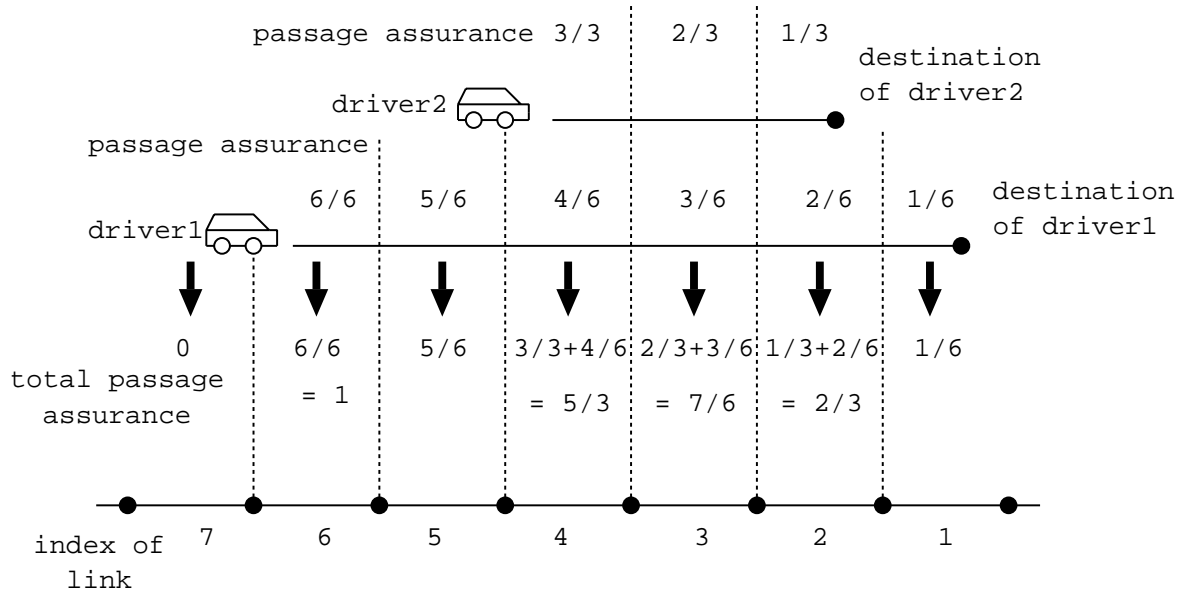 passage assurance 3/3 2/3 1/3
destination
of driver2
driver2
passage assurance
6/6 5/6 4/6 3/6 2/6 1/6
destination
of driver1
driver1
0 6/6 5/6 3/3+4/6 2/3+3/6 1/3+2/6 1/6
total passage
assurance
= 1 = 5/3 = 7/6 = 2/3
7 6 5 4 3 2 1
index of
link